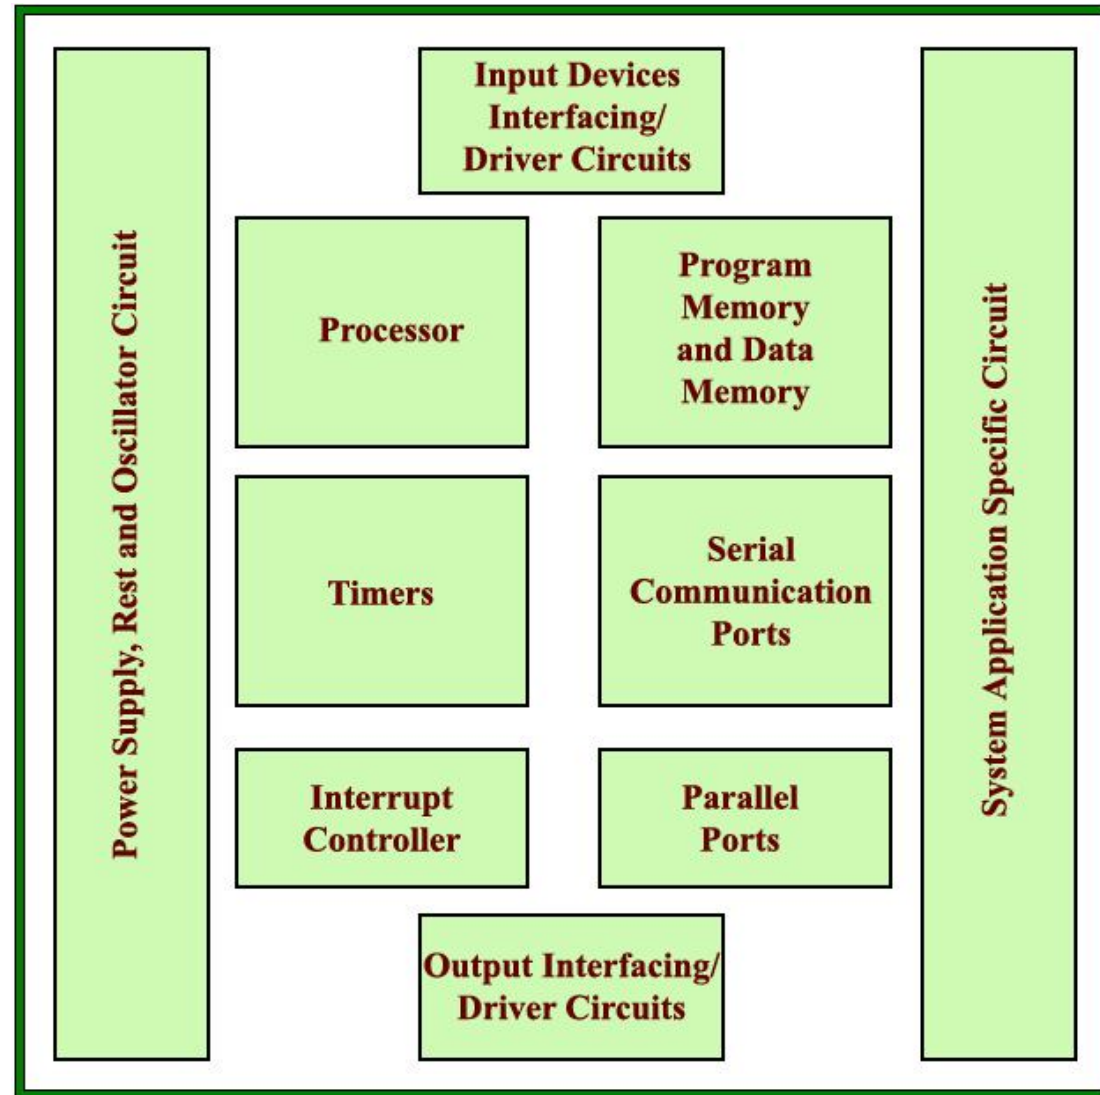 Input Devices
Interfacing/
Driver Circuits
Power Supply, Rest and Oscillator Circuit
Processor
Program
Memory
and Data
Memory
System Application Specific Circuit
Timers
Serial
Communication
Ports
Interrupt
Controller
Parallel
Ports
Output Interfacing/
Driver Circuits